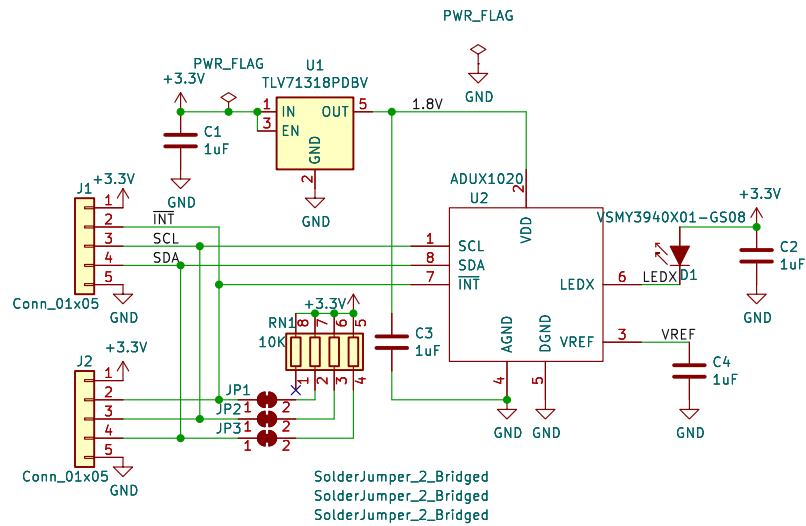 PWR_FLAG
PWR_FLAG
+3.3V
U1
TLV71318PDBV
1 IN
3 EN
OUT 5
1.8V
GND
2
GND
GND
C1
1uF
GND
J1
+3.3V
1
2 INT
3 SCL
4 SDA
5
Conn_01x05
GND
ADUX1020
U2
2
VDD
1 SCL
8 SDA
7 INT
LEDX 6 LEDX
VREF 3 VREF
AGND
DGND
4
5
GND
GND
VSMY3940X01-GS08
D1
+3.3V
C2
1uF
GND
C4
1uF
GND
+3.3V
RN1
10K
8 7 6 5
1 2 3 4
C3
1uF
J2
+3.3V
1
2
3
4
5
Conn_01x05
GND
JP1
1 2
JP2
1 2
JP3
1 2
SolderJumper_2_Bridged
SolderJumper_2_Bridged
SolderJumper_2_Bridged